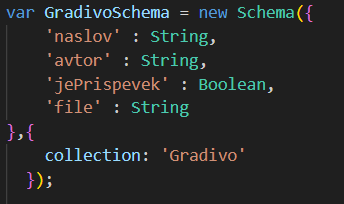 var GradivoSchema = new Schema({
    'naslov' : String,
    'avtor' : String,
    'jePrispevek' : Boolean,
    'file' : String
},{
    collection: 'Gradivo'
  });